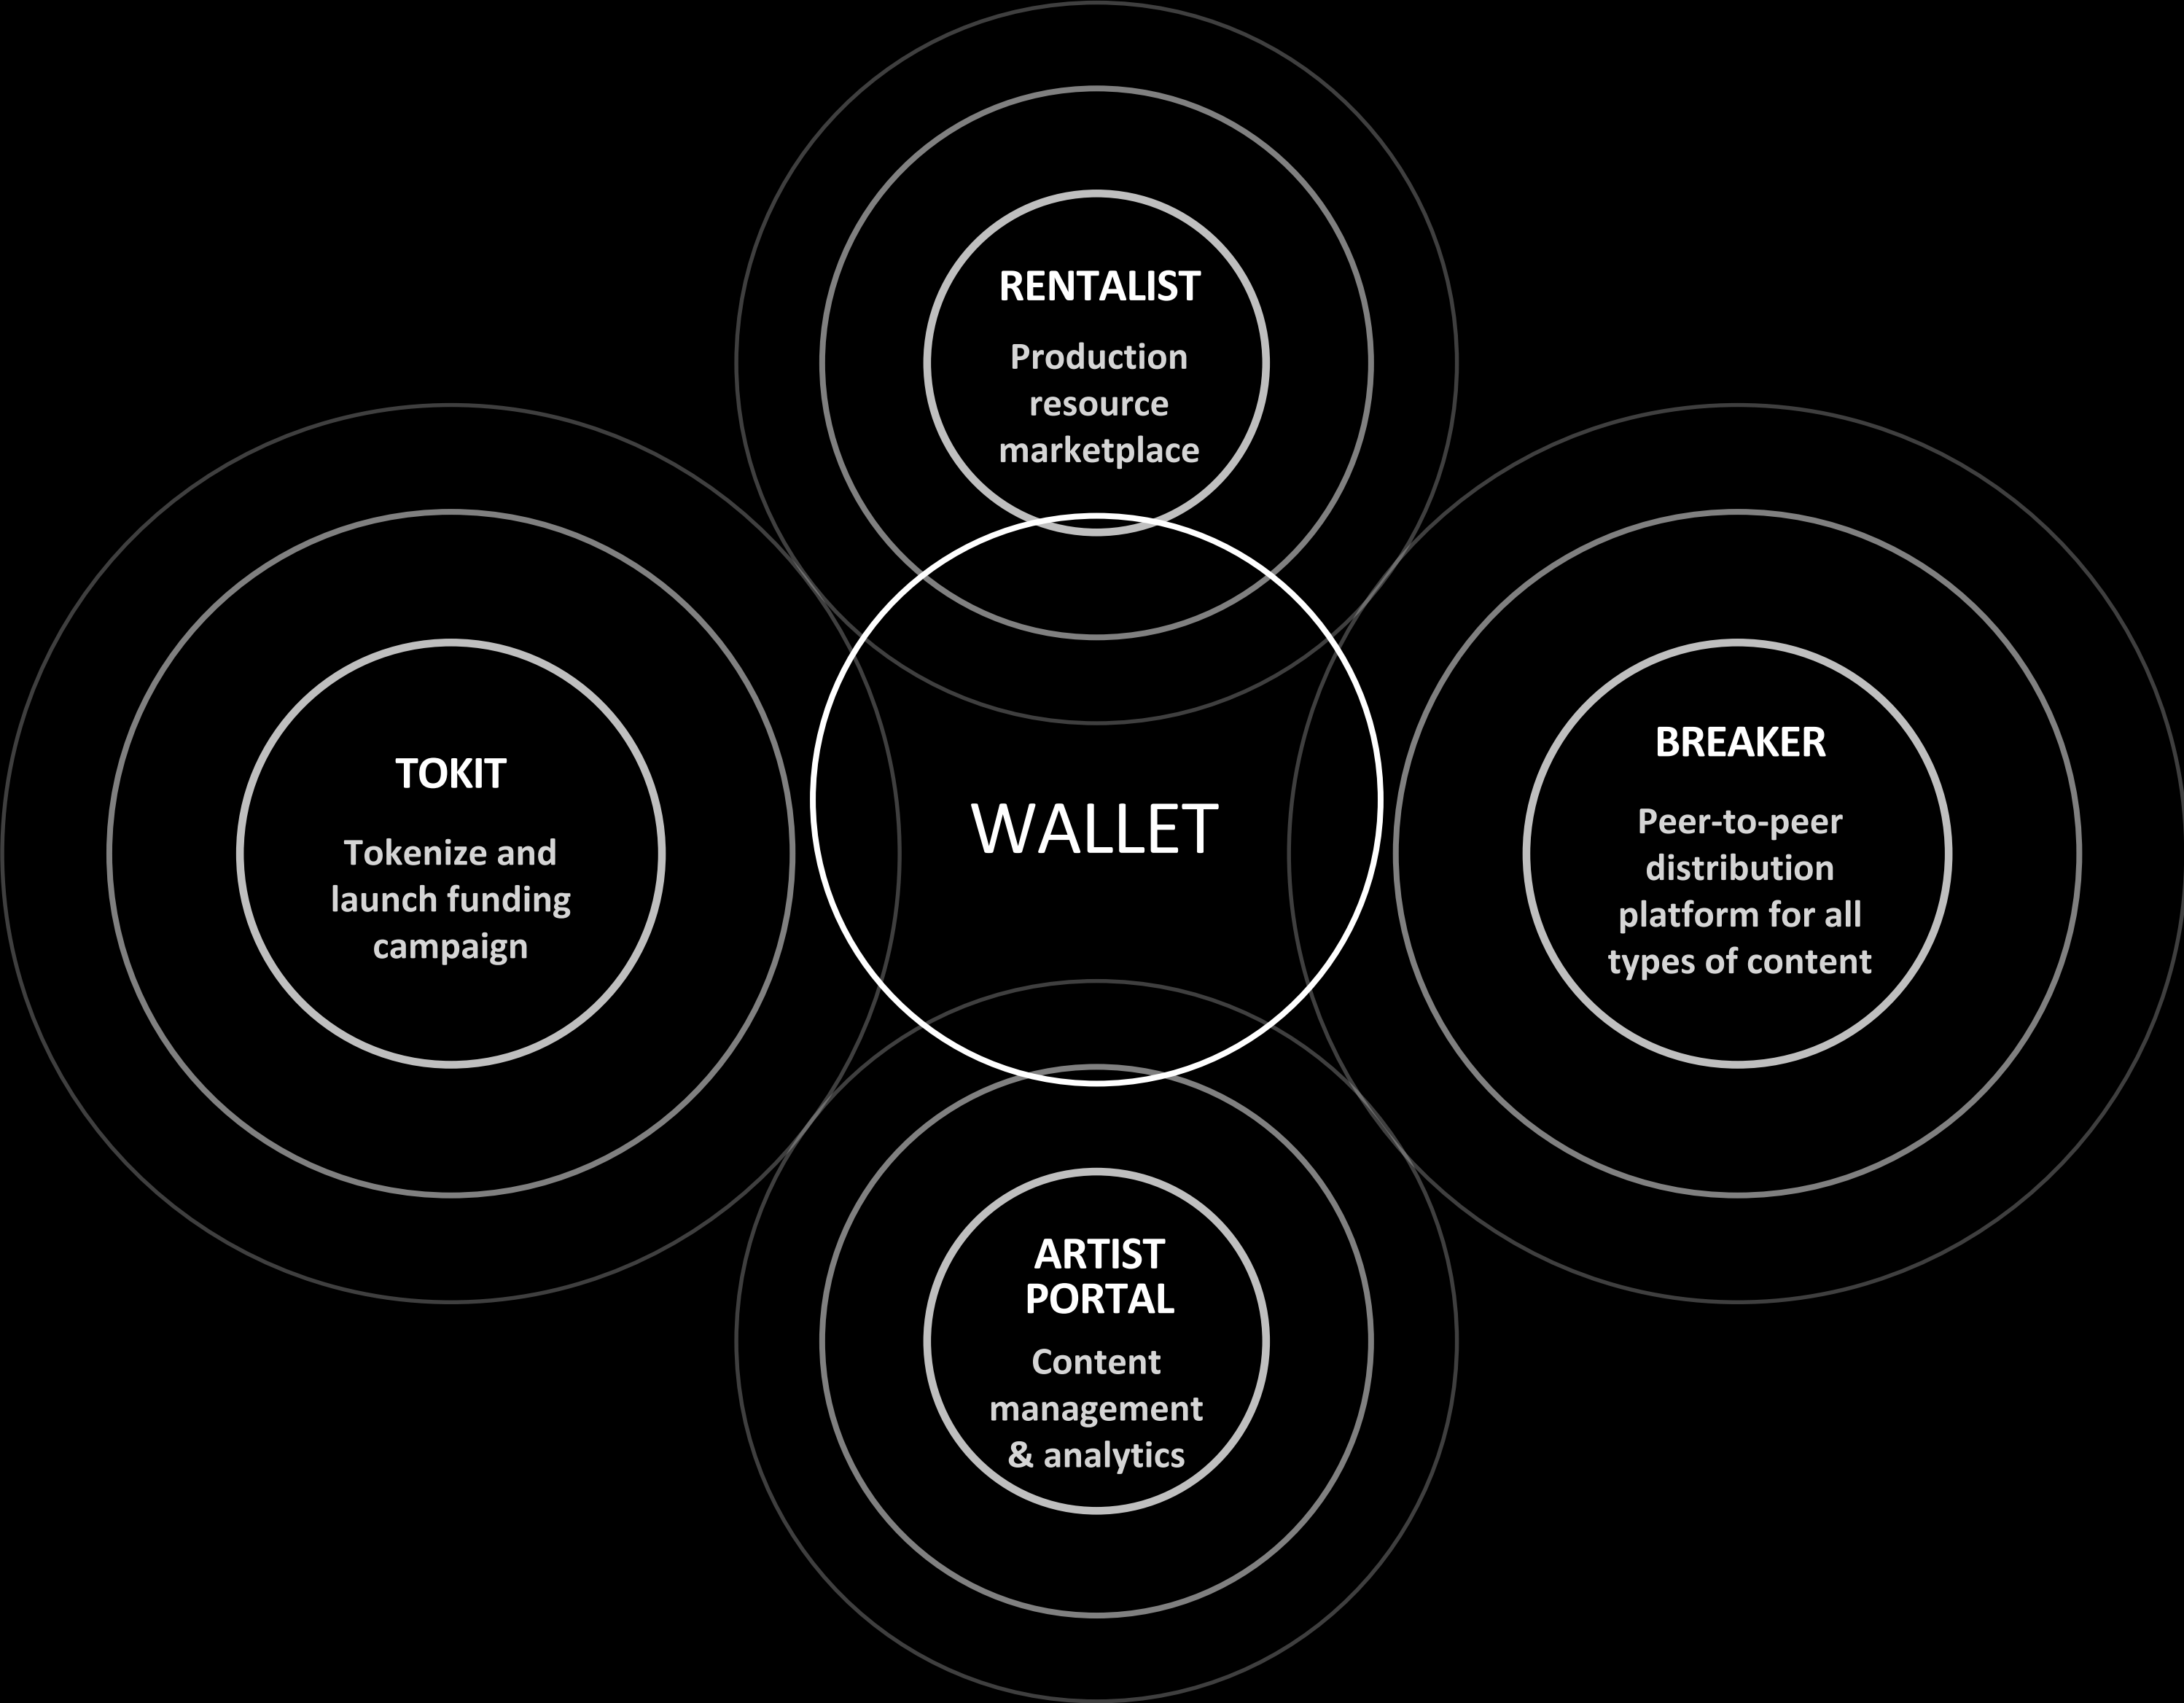 RENTALIST
Production
resource
marketplace
TOKIT
Tokenize and
launch funding
campaign
WALLET
BREAKER
Peer-to-peer
distribution
platform for all
types of content
ARTIST
PORTAL
Content
management
& analytics